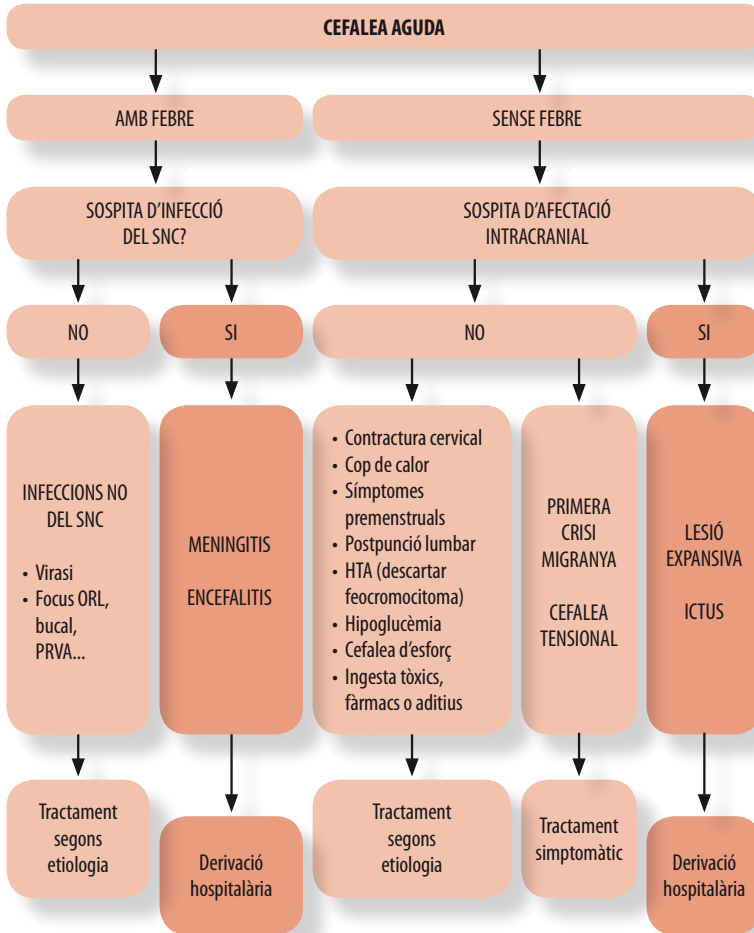 CEFALEA AGUDA
AMB FEBRE
SENSE FEBRE
SOSPITA D'INFECCIÓ
DEL SNC?
SOSPITA D'AFECTACIÓ
INTRACRANIAL
NO
SI
NO
SI
INFECCIONS NO
DEL SNC
• Virasi
• Focus ORL,
bucal,
PRVA...
MENINGITIS
ENCEFALITIS
• Contractura cervical
• Cop de calor
• Símptomes
premenstruals
• Postpunció lumbar
• HTA (descartar
feocromocitoma)
• Hipoglucèmia
• Cefalea d'esforç
• Ingesta tòxics,
fàrmacs o aditius
PRIMERA
CRISI
MIGRANYA
CEFALEA
TENSIONAL
LESIÓ
EXPANSIVA
ICTUS
Tractament
segons
etiologia
Derivació
hospitalària
Tractament
segons
etiologia
Tractament
simptomàtic
Derivació
hospitalària